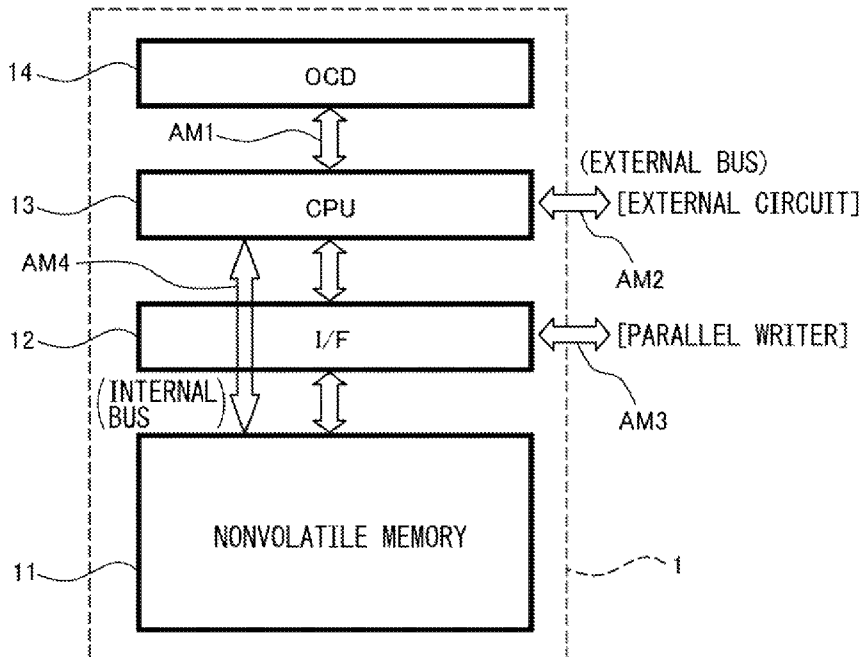 14
OCD
AM1
(EXTERNAL BUS)
13
CPU
[EXTERNAL CIRCUIT]
AM4
AM2
12
I/F
[PARALLEL WRITER]
(INTERNAL
BUS)
AM3
NONVOLATILE MEMORY
11
1